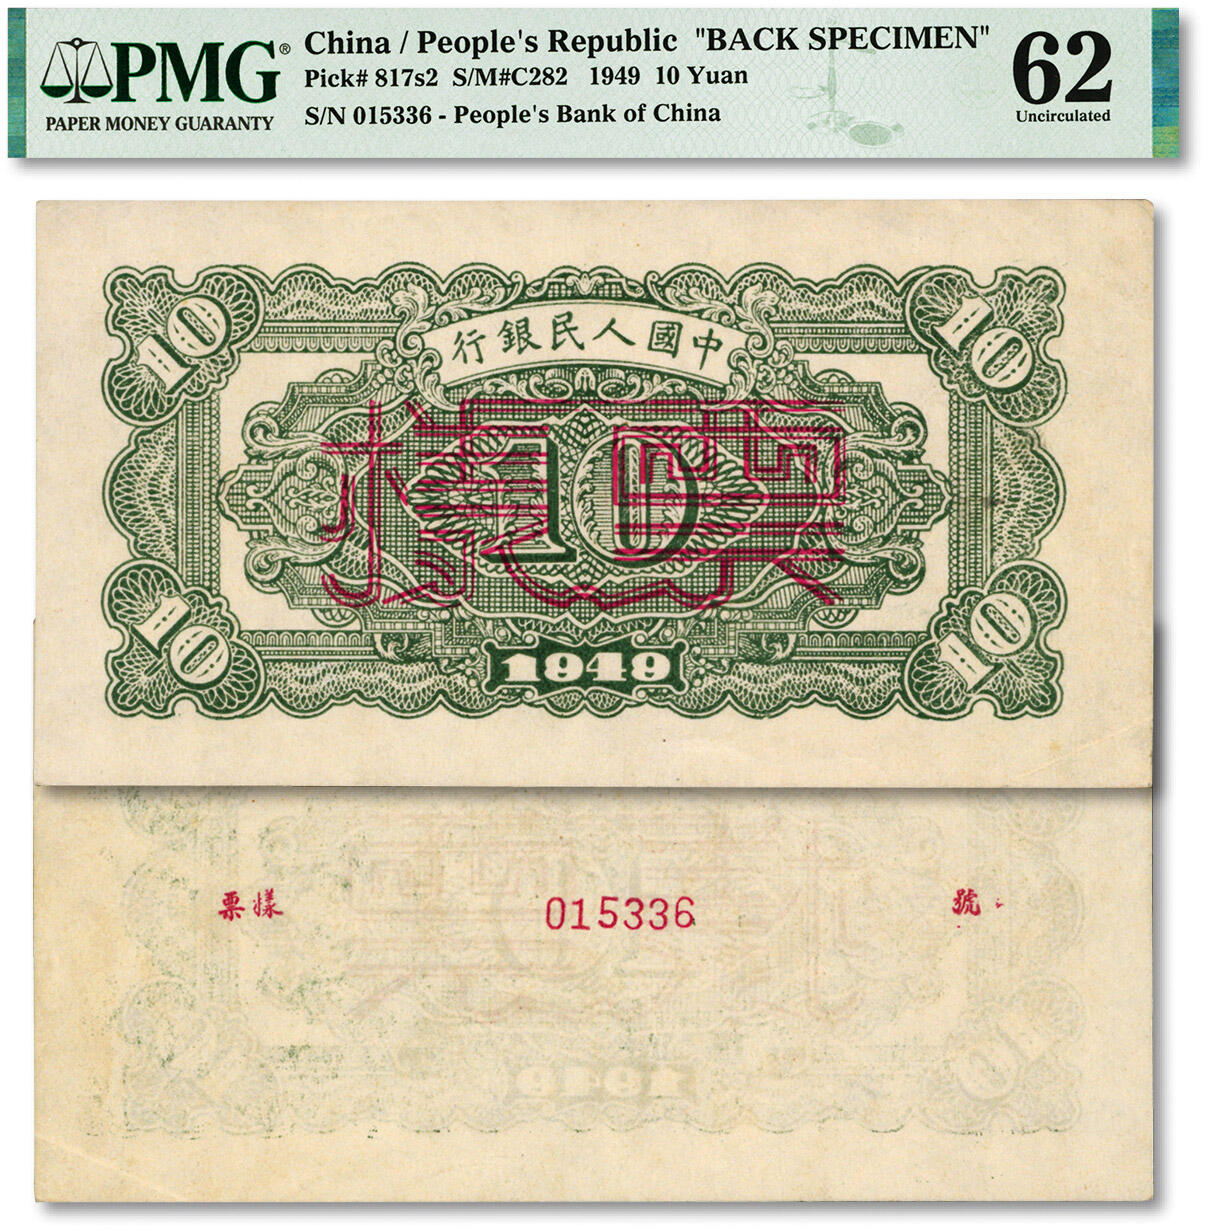 PMG®
PAPER MONEY GUARANTY
China / People's Republic "BACK SPECIMEN"
Pick# 817s2 S/M#C282 1949 10 Yuan
S/N 015336 - People's Bank of China
62
Uncirculated
10
10
中國人民銀行
10
10
10
1949
票樣
015336
號